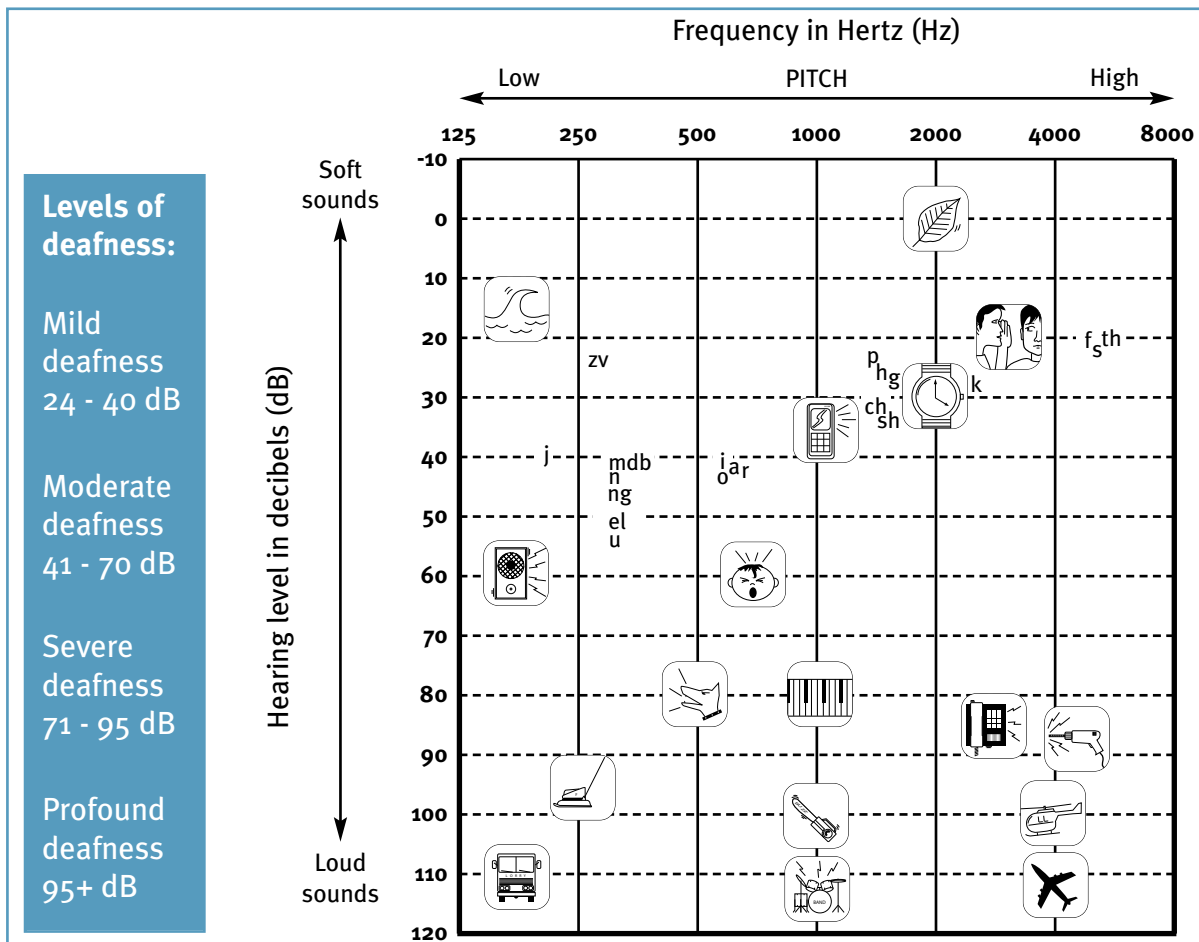 Frequency in Hertz (Hz)
Low PITCH High
125 250 500 1000 2000 4000 8000
Levels of
deafness:
Mild
deafness
24 - 40 dB
Moderate
deafness
41 - 70 dB
Severe
deafness
71 - 95 dB
Profound
deafness
95+ dB
Soft
sounds
Hearing level in decibels (dB)
Loud
sounds
-10
0
10
20
30
40
50
60
70
80
90
100
110
120
f s th
zv
p
h g
k
ch
sh
j
mdb
n
ng
i
o a r
el
u
LORRY
BAND
LL